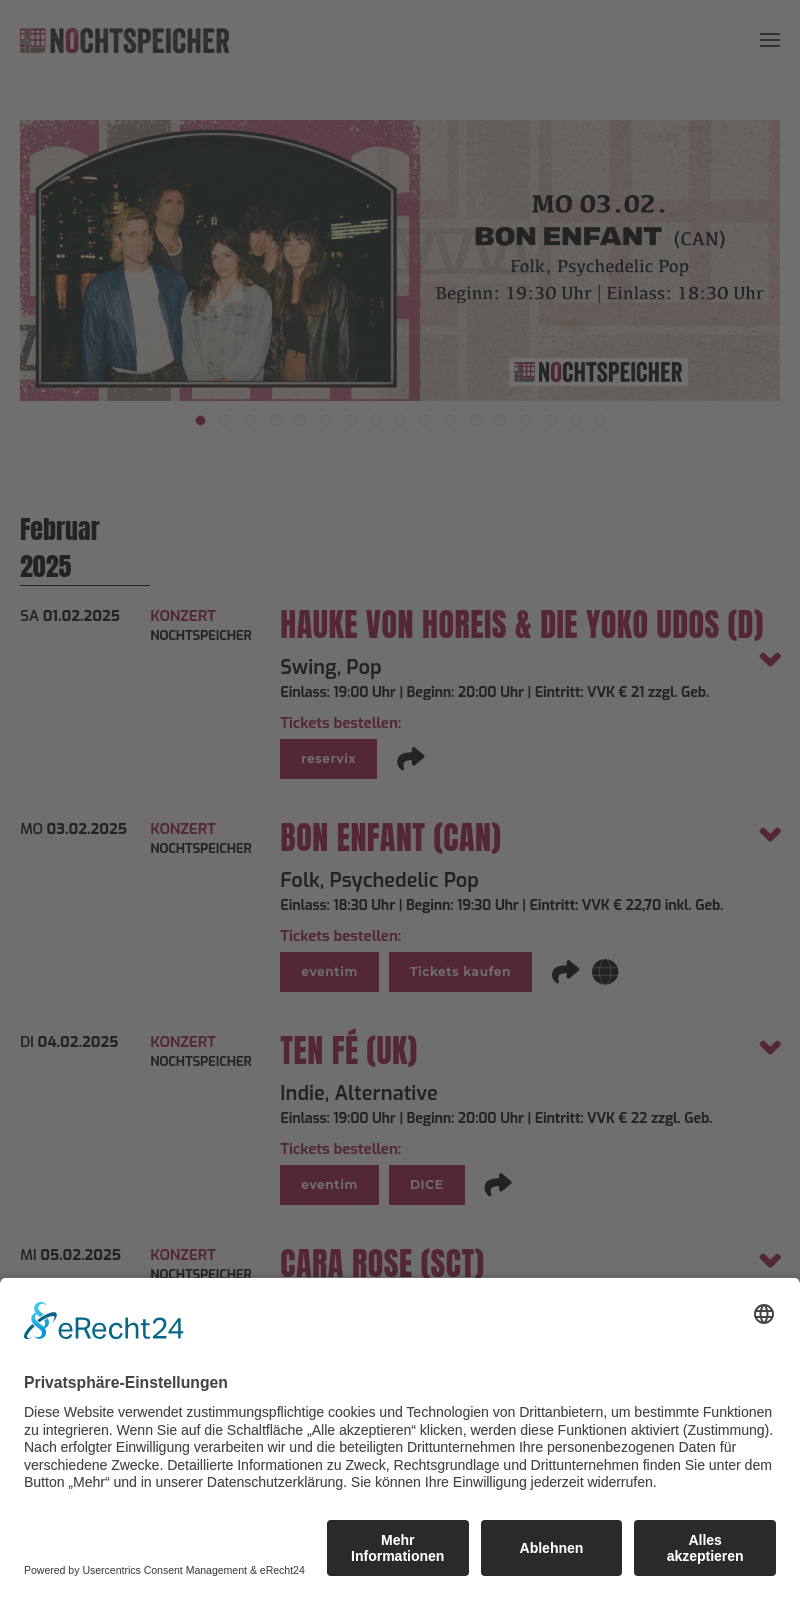 NOCHTSPEICHER
MO 03.02.
BON ENFANT (CAN)
Folk, Psychedelic Pop
Beginn: 19:30 Uhr | Einlass: 18:30 Uhr
NOCHTSPEICHER
Februar
2025
SA 01.02.2025
KONZERT
NOCHTSPEICHER
HAUKE VON HOREIS & DIE YOKO UDOS (D)
Swing, Pop
Einlass: 19:00 Uhr | Beginn: 20:00 Uhr | Eintritt: VVK € 21 zzgl. Geb.
Tickets bestellen:
reservix
MO 03.02.2025
KONZERT
NOCHTSPEICHER
BON ENFANT (CAN)
Folk, Psychedelic Pop
Einlass: 18:30 Uhr | Beginn: 19:30 Uhr | Eintritt: VVK € 22,70 inkl. Geb.
Tickets bestellen:
eventim Tickets kaufen
DI 04.02.2025
KONZERT
NOCHTSPEICHER
TEN FÉ (UK)
Indie, Alternative
Einlass: 19:00 Uhr | Beginn: 20:00 Uhr | Eintritt: VVK € 22 zzgl. Geb.
Tickets bestellen:
eventim DICE
MI 05.02.2025
KONZERT
NOCHTSPEICHER
CARA ROSE (SCT)
eRecht24
Privatsphäre-Einstellungen
Diese Website verwendet zustimmungspflichtige cookies und Technologien von Drittanbietern, um bestimmte Funktionen
zu integrieren. Wenn Sie auf die Schaltfläche „Alle akzeptieren“ klicken, werden diese Funktionen aktiviert (Zustimmung).
Nach erfolgter Einwilligung verarbeiten wir und die beteiligten Drittunternehmen Ihre personenbezogenen Daten für
verschiedene Zwecke. Detaillierte Informationen zu Zweck, Rechtsgrundlage und Drittunternehmen finden Sie unter dem
Button „Mehr“ und in unserer Datenschutzerklärung. Sie können Ihre Einwilligung jederzeit widerrufen.
Mehr
Informationen
Ablehnen
Alles
akzeptieren
Powered by Usercentrics Consent Management & eRecht24